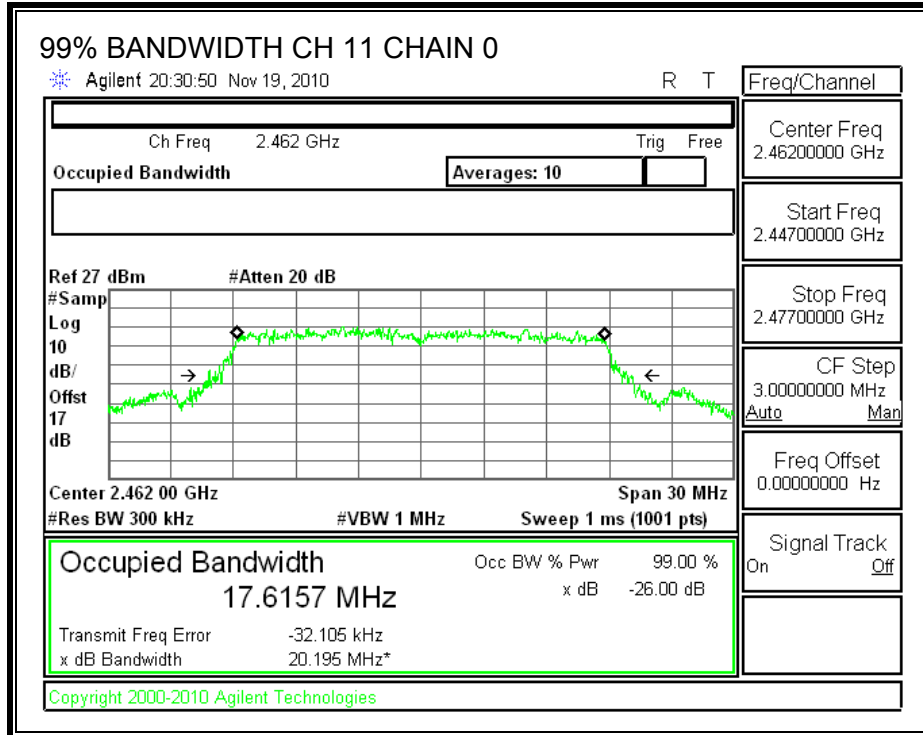 99% BANDWIDTH CH 11 CHAIN 0
Agilent 20:30:50 Nov 19, 2010 R T
Freq/Channel
Ch Freq 2.462 GHz Trig Free
Occupied Bandwidth Averages: 10
Center Freq
2.46200000 GHz
Start Freq
2.44700000 GHz
Ref 27 dBm #Atten 20 dB
#Samp
Log
10
dB/
Offst
17
dB
Stop Freq
2.47700000 GHz
CF Step
3.00000000 MHz
Auto Man
Center 2.462 00 GHz Span 30 MHz
#Res BW 300 kHz #VBW 1 MHz Sweep 1 ms (1001 pts)
Freq Offset
0.00000000 Hz
Occupied Bandwidth Occ BW % Pwr 99.00 %
17.6157 MHz x dB -26.00 dB
Transmit Freq Error -32.105 kHz
x dB Bandwidth 20.195 MHz*
Signal Track
On Off
Copyright 2000-2010 Agilent Technologies